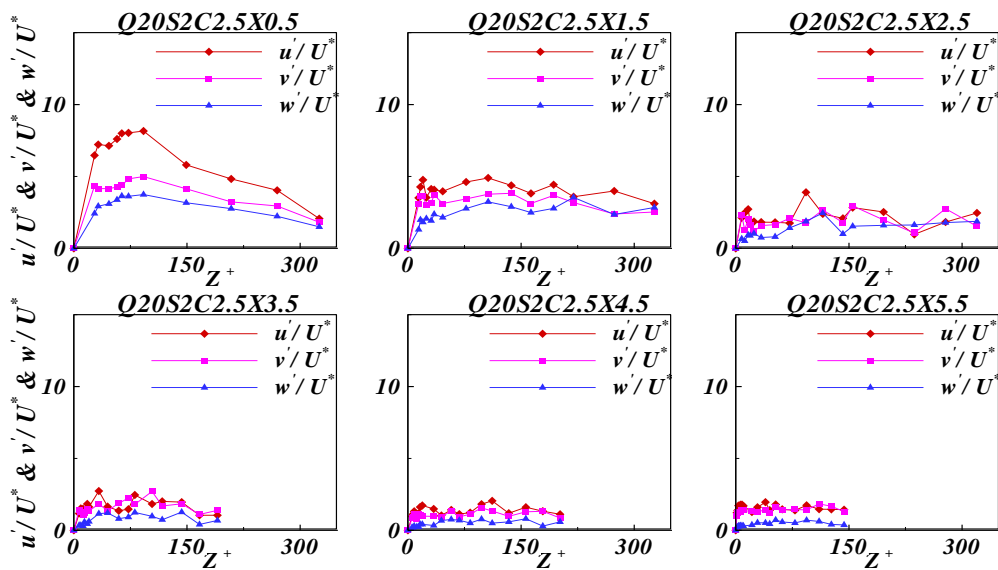 Q20S2C2.5X0.5
u'/U*
v'/U*
w'/U*
u'/U* & v'/U* & w'/U*
10
0
0 150 300
Z+
Q20S2C2.5X1.5
u'/U*
v'/U*
w'/U*
10
0
0 150 300
Z+
Q20S2C2.5X2.5
u'/U*
v'/U*
w'/U*
10
0
0 150 300
Z+
Q20S2C2.5X3.5
u'/U*
v'/U*
w'/U*
u'/U* & v'/U* & w'/U*
10
0
0 150 300
Z+
Q20S2C2.5X4.5
u'/U*
v'/U*
w'/U*
10
0
0 150 300
Z+
Q20S2C2.5X5.5
u'/U*
v'/U*
w'/U*
10
0
0 150 300
Z+